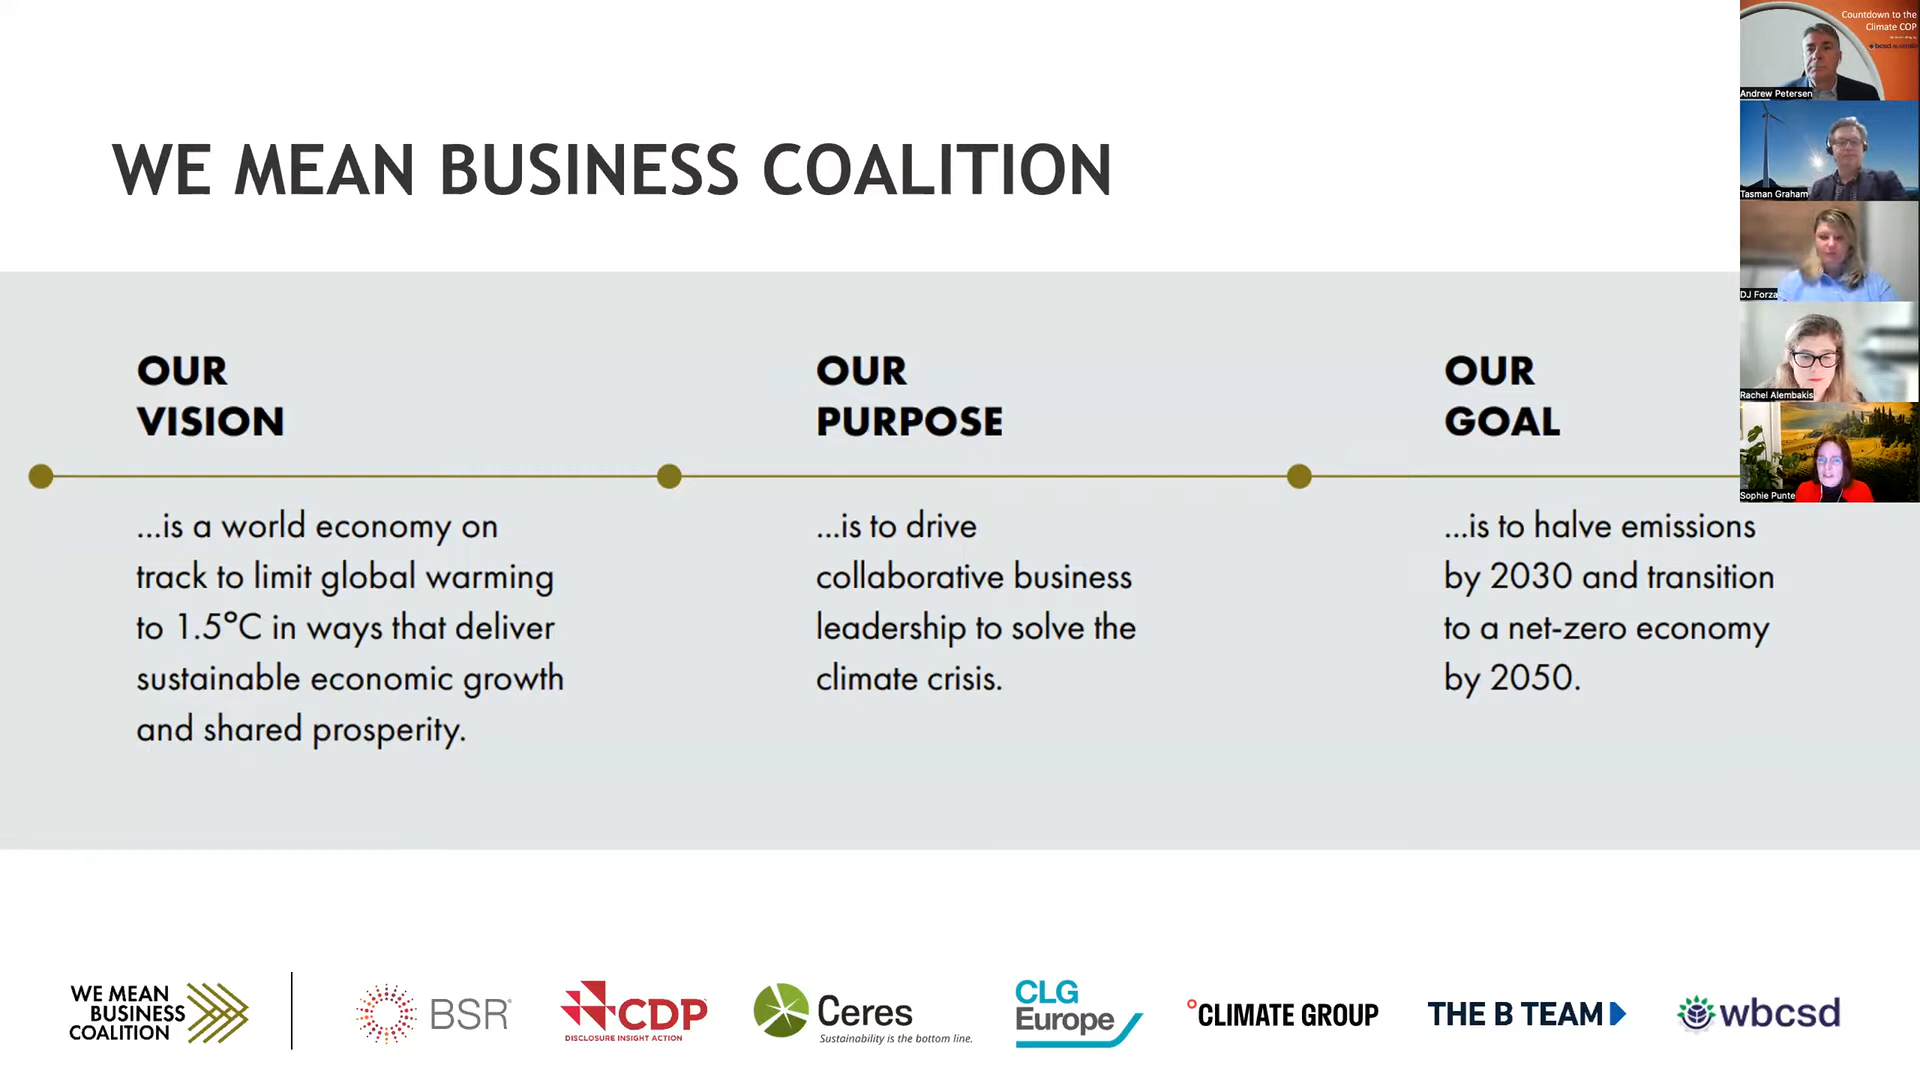 WE MEAN BUSINESS COALITION
OUR
VISION
...is a world economy on
track to limit global warming
to 1.5ºC in ways that deliver
sustainable economic growth
and shared prosperity.
OUR
PURPOSE
...is to drive
collaborative business
leadership to solve the
climate crisis.
OUR
GOAL
...is to halve emissions
by 2030 and transition
to a net-zero economy
by 2050.
Countdown to the
Climate COP
bcsd australia
Andrew Petersen
Tasman Graham
DJ Forza
Rachel Alembakis
Sophie Punte
WE MEAN
BUSINESS
COALITION
BSR®
CDP
DISCLOSURE INSIGHT ACTION
Ceres
Sustainability is the bottom line.
CLG
Europe
°CLIMATE GROUP
THE B TEAM
wbcsd